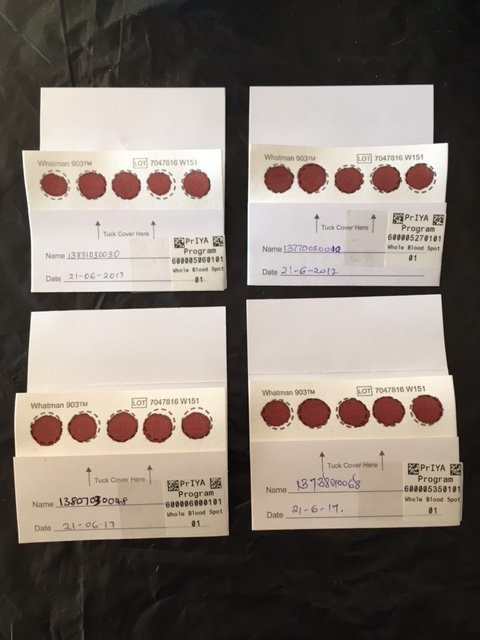 Whatman 903™ LOT 7047816 W151
Tuck Cover Here
PrIYA
Program
600005060101
Whole Blood Spot
01
Name 13831030030
Date 21-06-2017
Whatman 903™ LOT 7047816 W151
Tuck Cover Here
PrIYA
Program
600005270101
Whole Blood Spot
01
Name
Date 21-6-2017
Whatman 903™ LOT 7047816 W151
Tuck Cover Here
PrIYA
Program
600006000101
Whole Blood Spot
01
Name
Date 21-06-17
Whatman 903™ LOT 7047816 W151
Tuck Cover Here
PrIYA
Program
600005350101
Whole Blood Spot
01
Name 13738010068
Date 21-6-17.